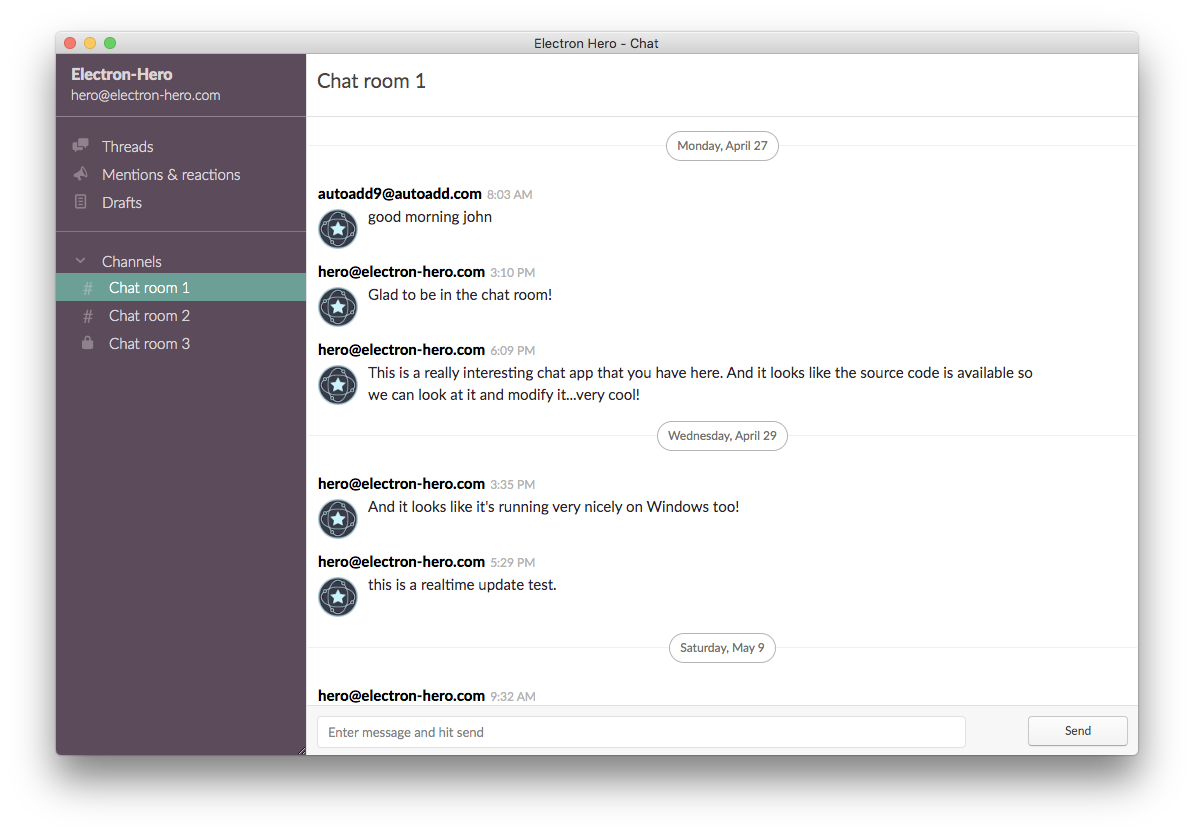 Electron Hero - Chat
Electron-Hero
hero@electron-hero.com
Threads
Mentions & reactions
Drafts
Channels
# Chat room 1
# Chat room 2
Chat room 3
Chat room 1
Monday, April 27
autoadd9@autoadd.com 8:03 AM
good morning john
hero@electron-hero.com 3:10 PM
Glad to be in the chat room!
hero@electron-hero.com 6:09 PM
This is a really interesting chat app that you have here. And it looks like the source code is available so
we can look at it and modify it...very cool!
Wednesday, April 29
hero@electron-hero.com 3:35 PM
And it looks like it's running very nicely on Windows too!
hero@electron-hero.com 5:29 PM
this is a realtime update test.
Saturday, May 9
hero@electron-hero.com 9:32 AM
Enter message and hit send
Send